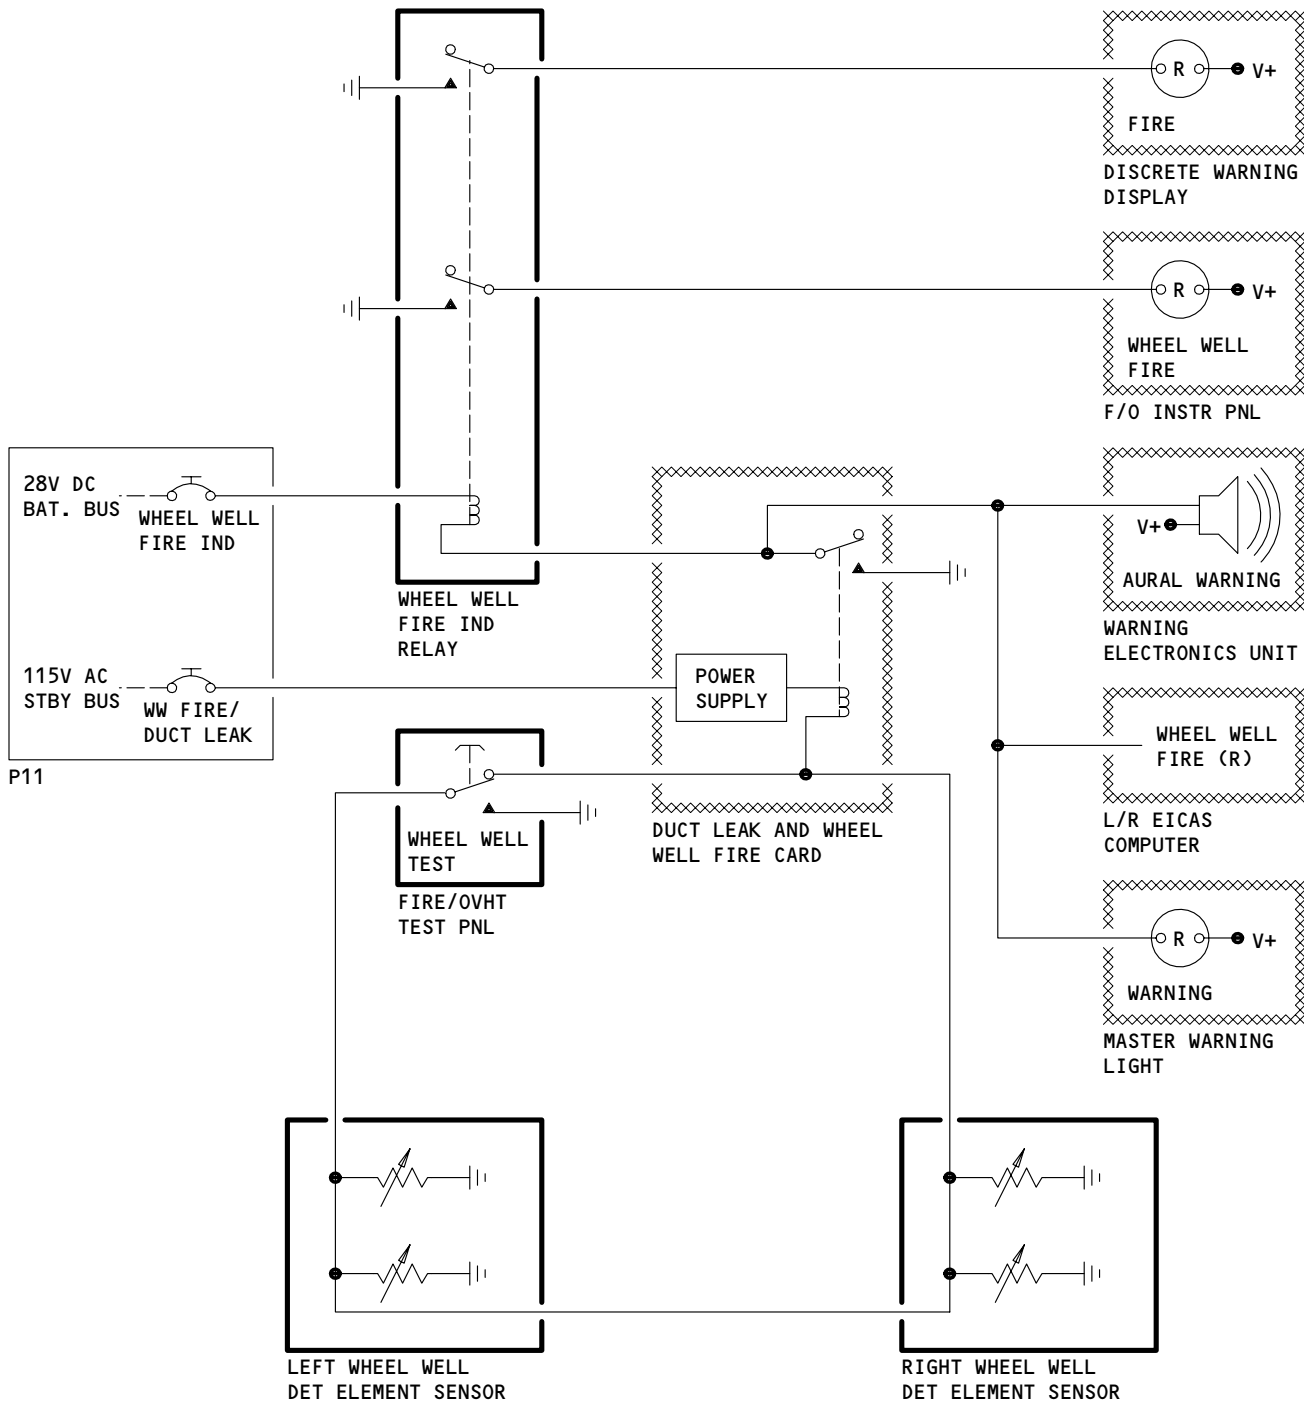 R
V+
FIRE
DISCRETE WARNING
DISPLAY
R
V+
WHEEL WELL
FIRE
F/O INSTR PNL
28V DC
BAT. BUS
WHEEL WELL
FIRE IND
115V AC
STBY BUS
WW FIRE/
DUCT LEAK
P11
WHEEL WELL
FIRE IND
RELAY
WHEEL WELL
TEST
FIRE/OVHT
TEST PNL
POWER
SUPPLY
DUCT LEAK AND WHEEL
WELL FIRE CARD
V+
AURAL WARNING
WARNING
ELECTRONICS UNIT
WHEEL WELL
FIRE (R)
L/R EICAS
COMPUTER
R
V+
WARNING
MASTER WARNING
LIGHT
LEFT WHEEL WELL
DET ELEMENT SENSOR
RIGHT WHEEL WELL
DET ELEMENT SENSOR